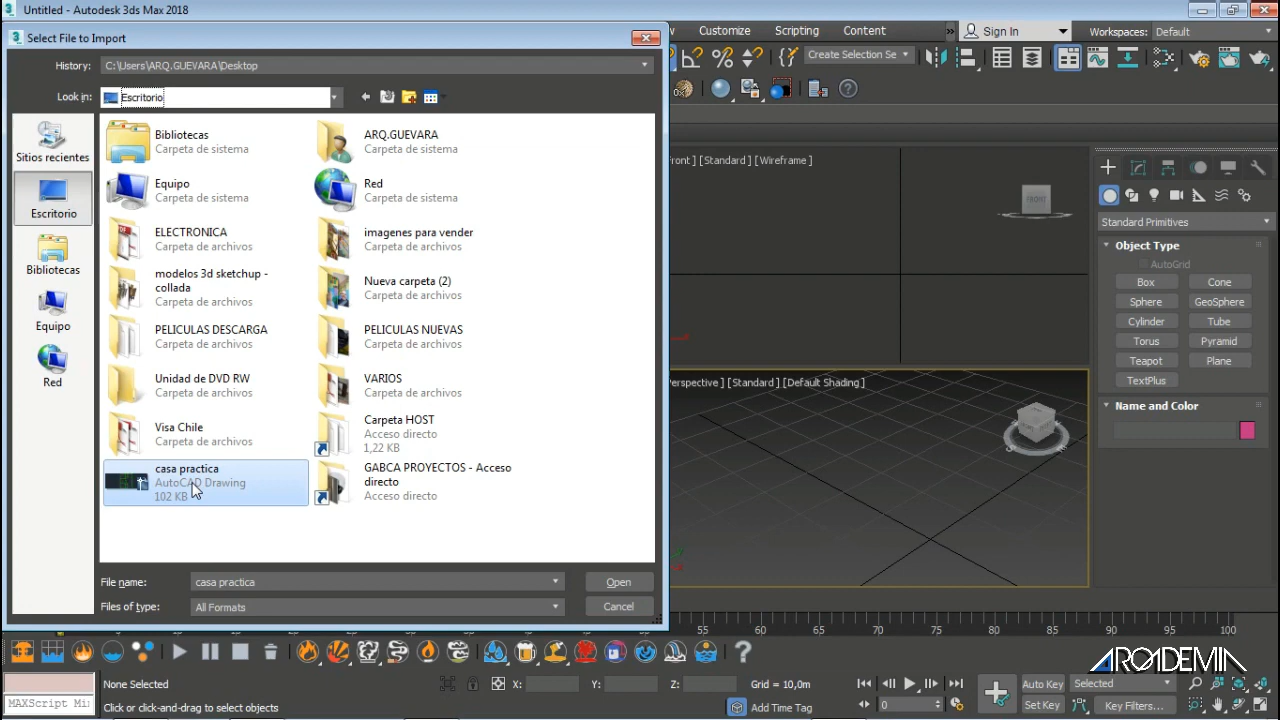 Untitled - Autodesk 3ds Max 2018
Select File to Import
Customize Scripting Content » Sign In Workspaces: Default
History: C:\Users\ARQ.GUEVARA\Desktop
Create Selection Se
Look in: Escritorio
Sitios recientes
Escritorio
Bibliotecas
Equipo
Red
Bibliotecas
Carpeta de sistema
ARQ.GUEVARA
Carpeta de sistema
Equipo
Carpeta de sistema
Red
Carpeta de sistema
ELECTRONICA
Carpeta de archivos
imagenes para vender
Carpeta de archivos
modelos 3d sketchup -
collada
Carpeta de archivos
Nueva carpeta (2)
Carpeta de archivos
PELICULAS DESCARGA
Carpeta de archivos
PELICULAS NUEVAS
Carpeta de archivos
Unidad de DVD RW
Carpeta de archivos
VARIOS
Carpeta de archivos
Visa Chile
Carpeta de archivos
Carpeta HOST
Acceso directo
1,22 KB
casa practica
AutoCAD Drawing
102 KB
GABCA PROYECTOS - Acceso
directo
Acceso directo
File name: casa practica Open
Files of type: All Formats Cancel
ront ] [Standard ] [Wireframe ]
FRONT
erspective ] [Standard ] [Default Shading ]
Standard Primitives
Object Type
AutoGrid
Box Cone
Sphere GeoSphere
Cylinder Tube
Torus Pyramid
Teapot Plane
TextPlus
Name and Color
55 60 65 70 75 80 85 90 95 100
None Selected X: Y: Z: Grid = 10,0m Auto Key Selected
MAXScript Mi Click or click-and-drag to select objects Add Time Tag 0 Set Key Key Filters...